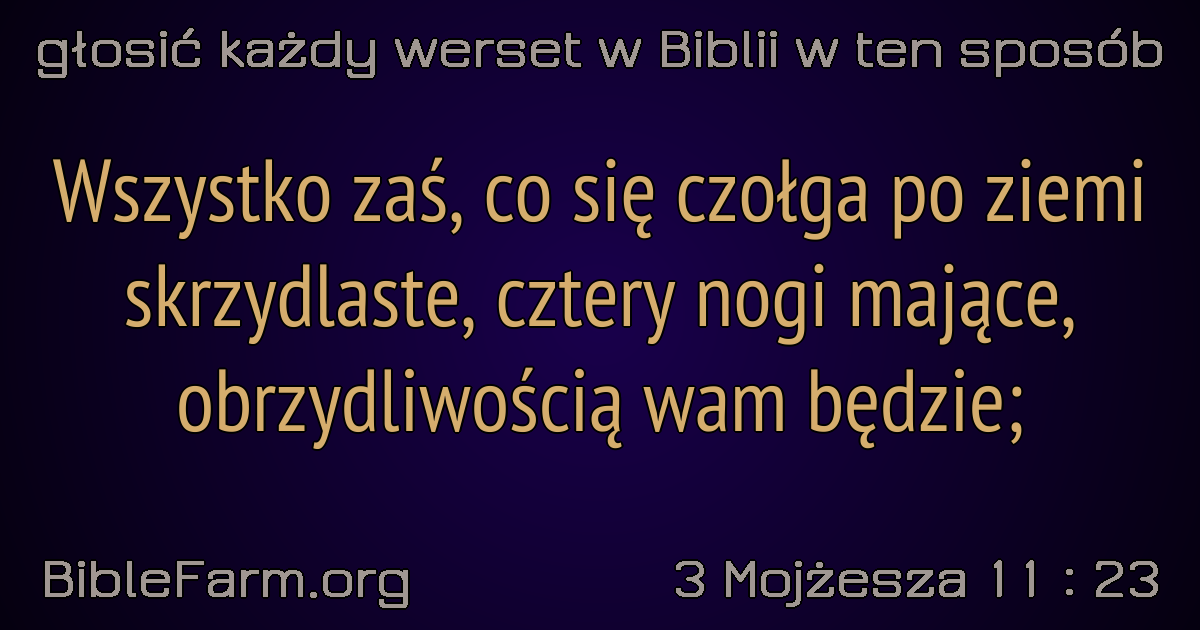 głosić każdy werset w Biblii w ten sposób
Wszystko zaś, co się czołga po ziemi
skrzydlaste, cztery nogi mające,
obrzydliwością wam będzie;
BibleFarm.org
3 Mojżesza 11 : 23